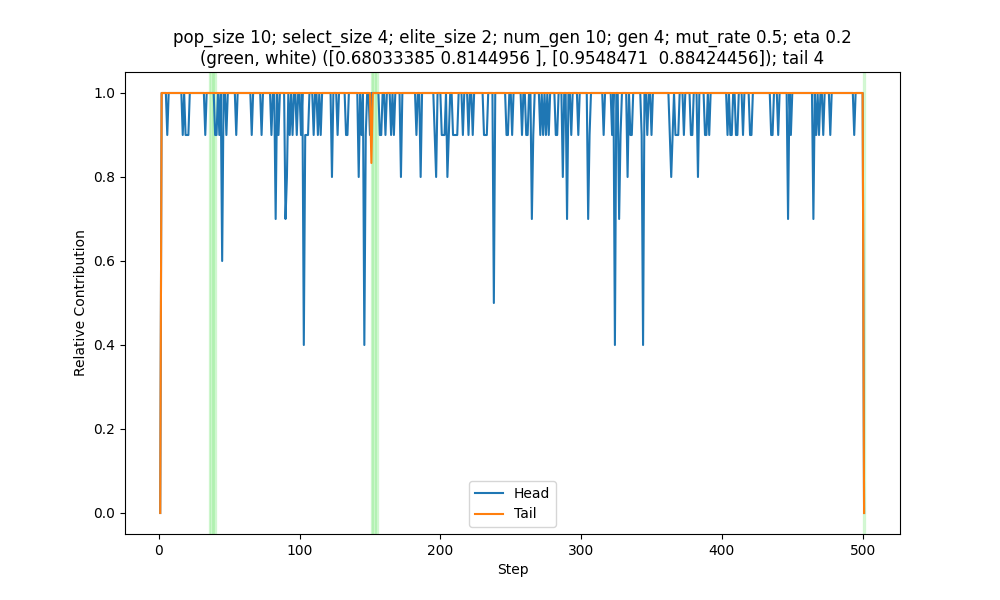 pop_size 10; select_size 4; elite_size 2; num_gen 10; gen 4; mut_rate 0.5; eta 0.2
(green, white) ([0.68033385 0.8144956 ], [0.9548471  0.88424456]); tail 4
1.0
0.8
0.6
0.4
0.2
0.0
Relative Contribution
Head
Tail
0
100
200
300
400
500
Step